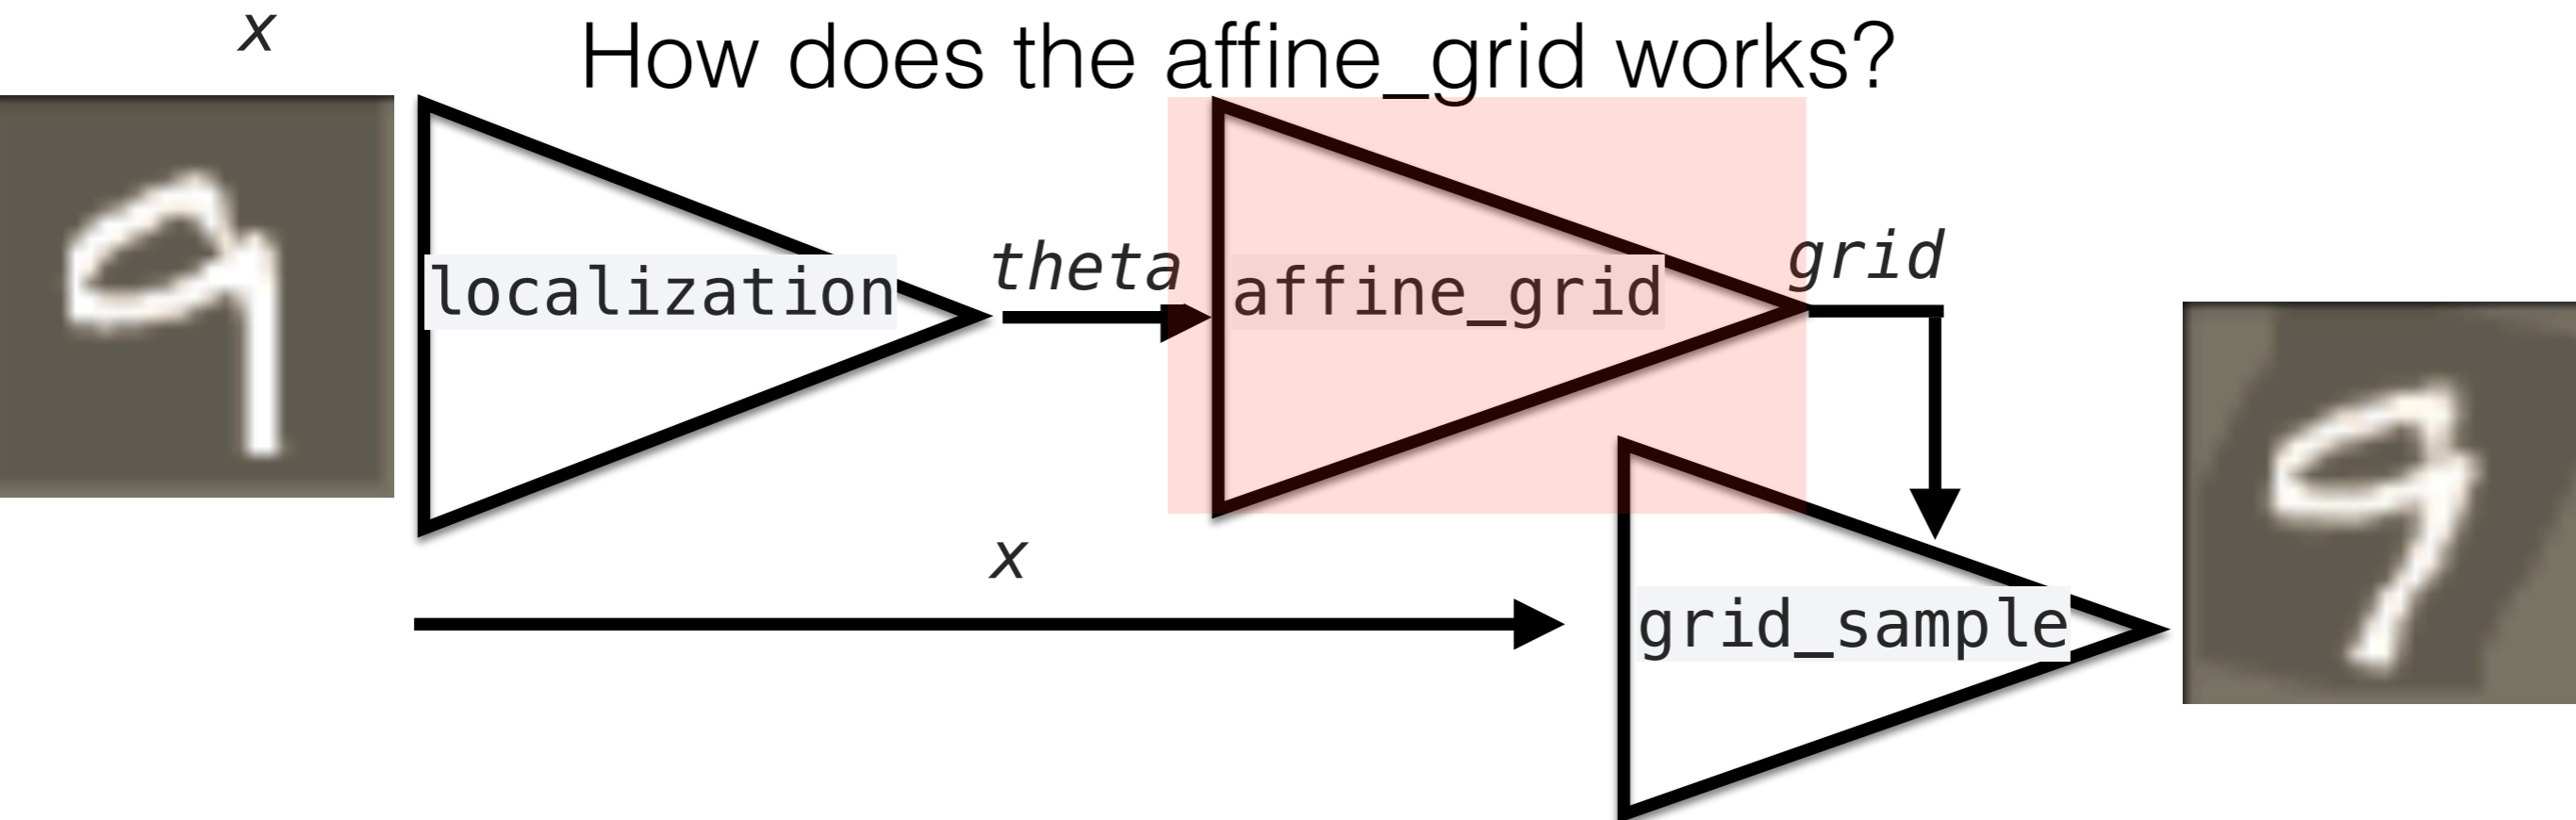 x
How does the affine_grid works?
localization
theta
affine_grid
grid
x
grid_sample